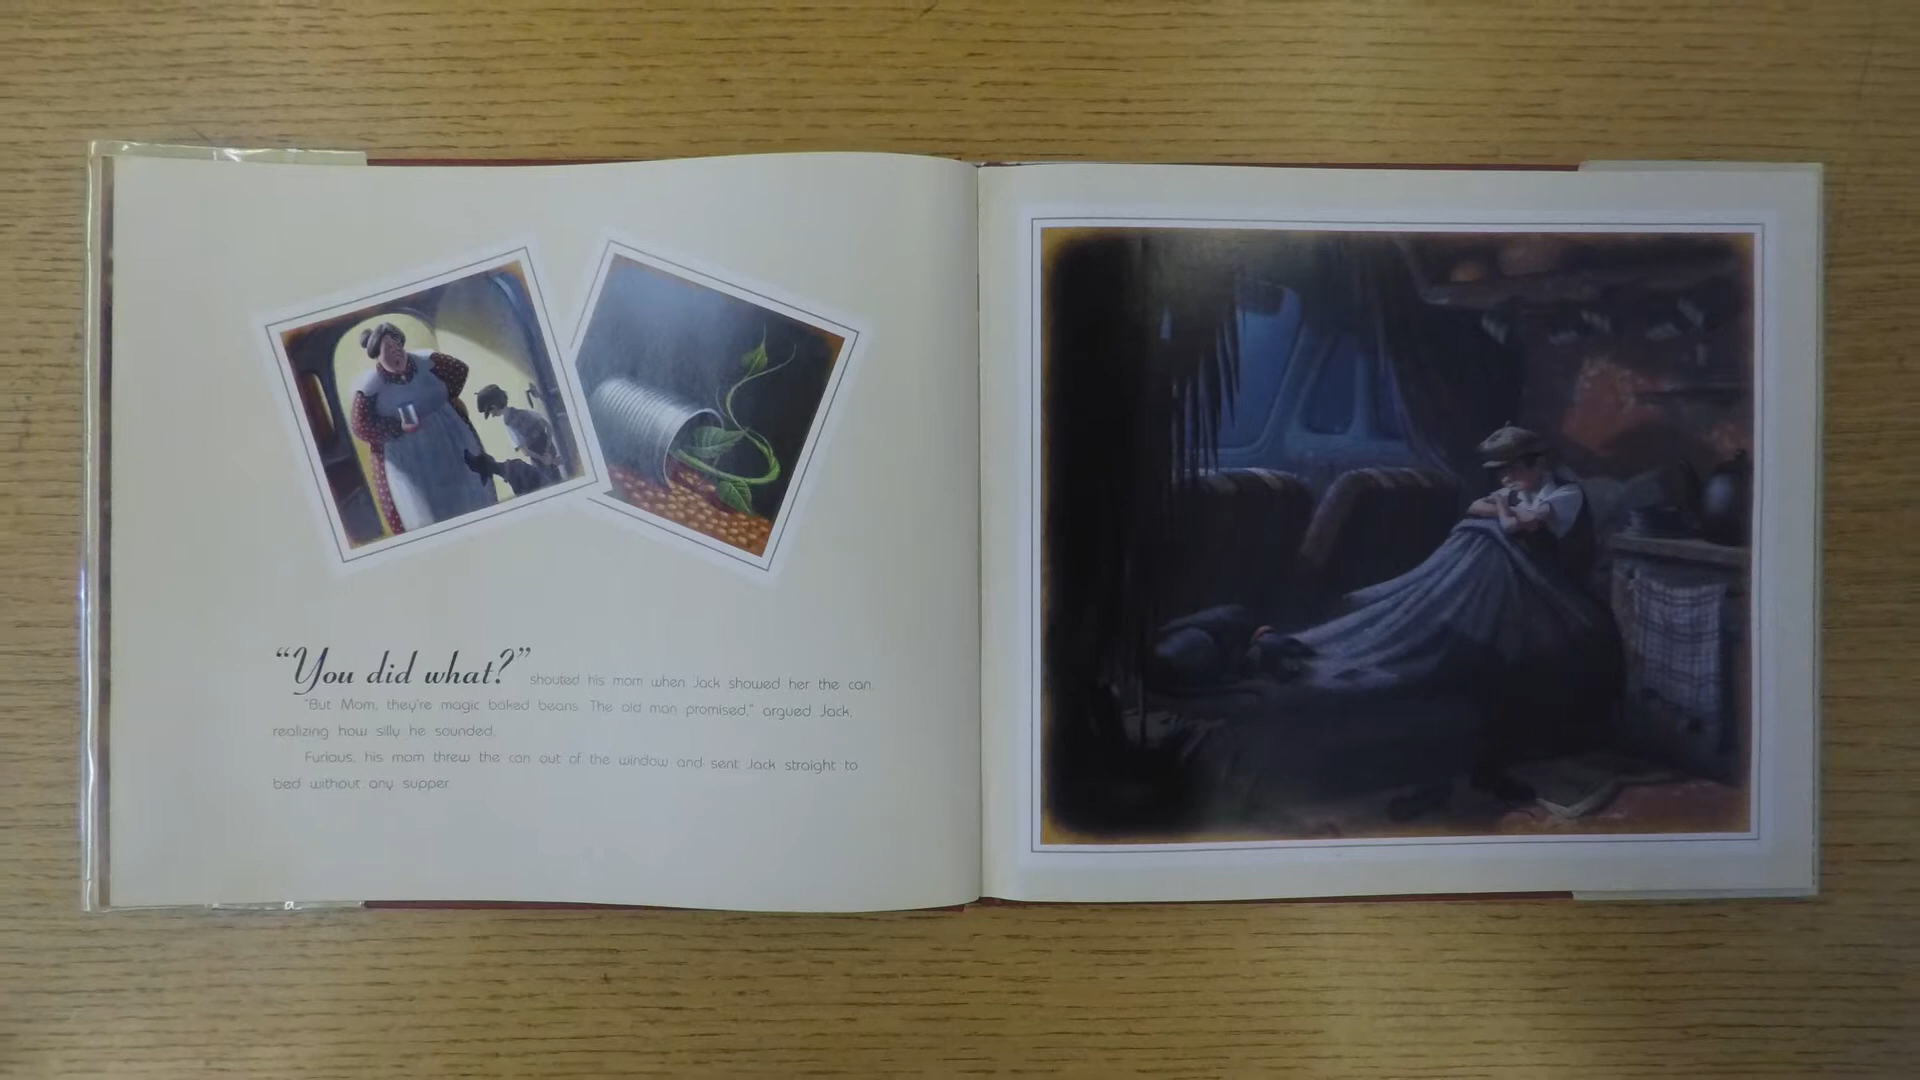 “You did what?” shouted his mom when Jack showed her the can.
“But Mom, they’re magic baked beans. The old man promised,” argued Jack,
realizing how silly he sounded.
Furious, his mom threw the can out of the window and sent Jack straight to
bed without any supper.